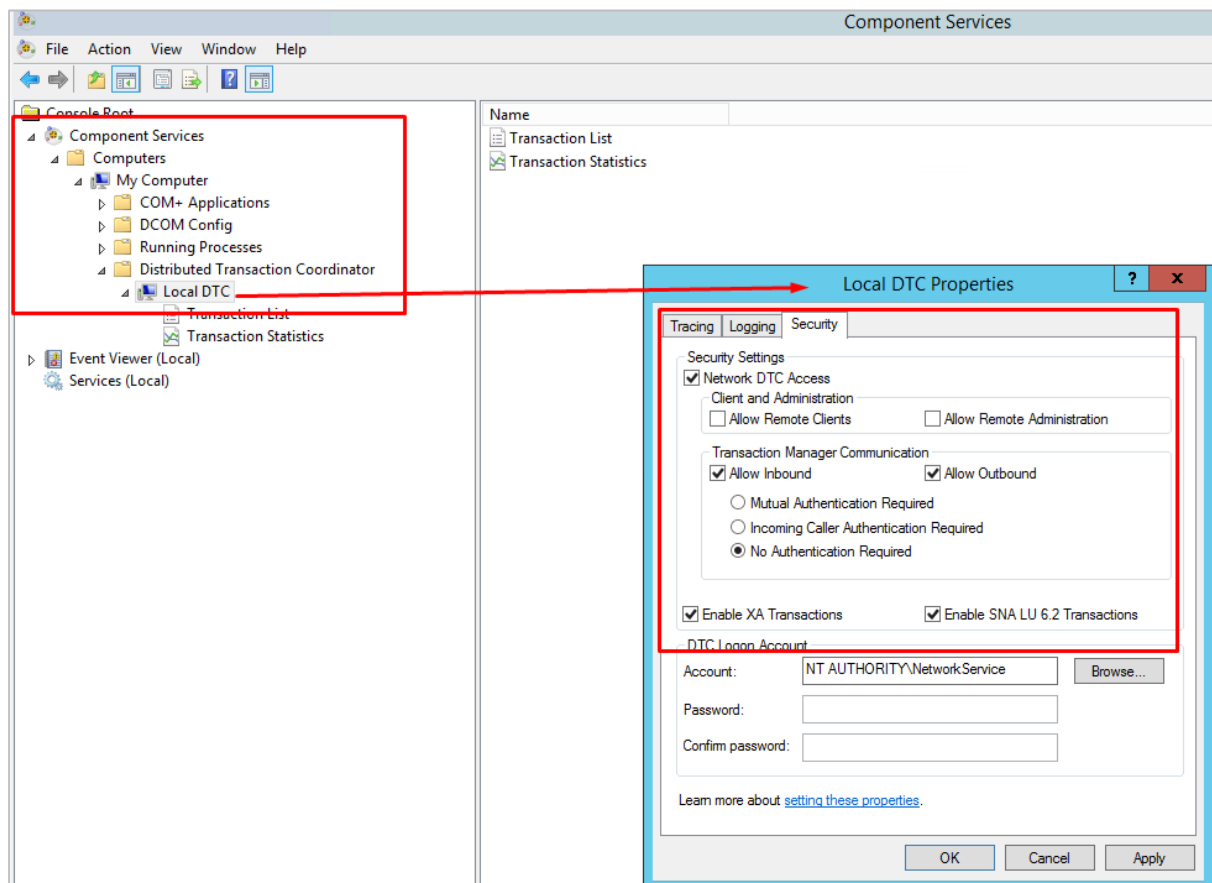 Component Services
File Action View Window Help
Console Root
Component Services
Computers
My Computer
COM+ Applications
DCOM Config
Running Processes
Distributed Transaction Coordinator
Local DTC
Transaction List
Transaction Statistics
Event Viewer (Local)
Services (Local)
Name
Transaction List
Transaction Statistics
Local DTC Properties
? x
Tracing Logging Security
Security Settings
Network DTC Access
Client and Administration
Allow Remote Clients Allow Remote Administration
Transaction Manager Communication
Allow Inbound Allow Outbound
Mutual Authentication Required
Incoming Caller Authentication Required
No Authentication Required
Enable XA Transactions Enable SNA LU 6.2 Transactions
DTC Logon Account
Account: NT AUTHORITY\NetworkService Browse...
Password:
Confirm password:
Learn more about setting these properties.
OK Cancel Apply